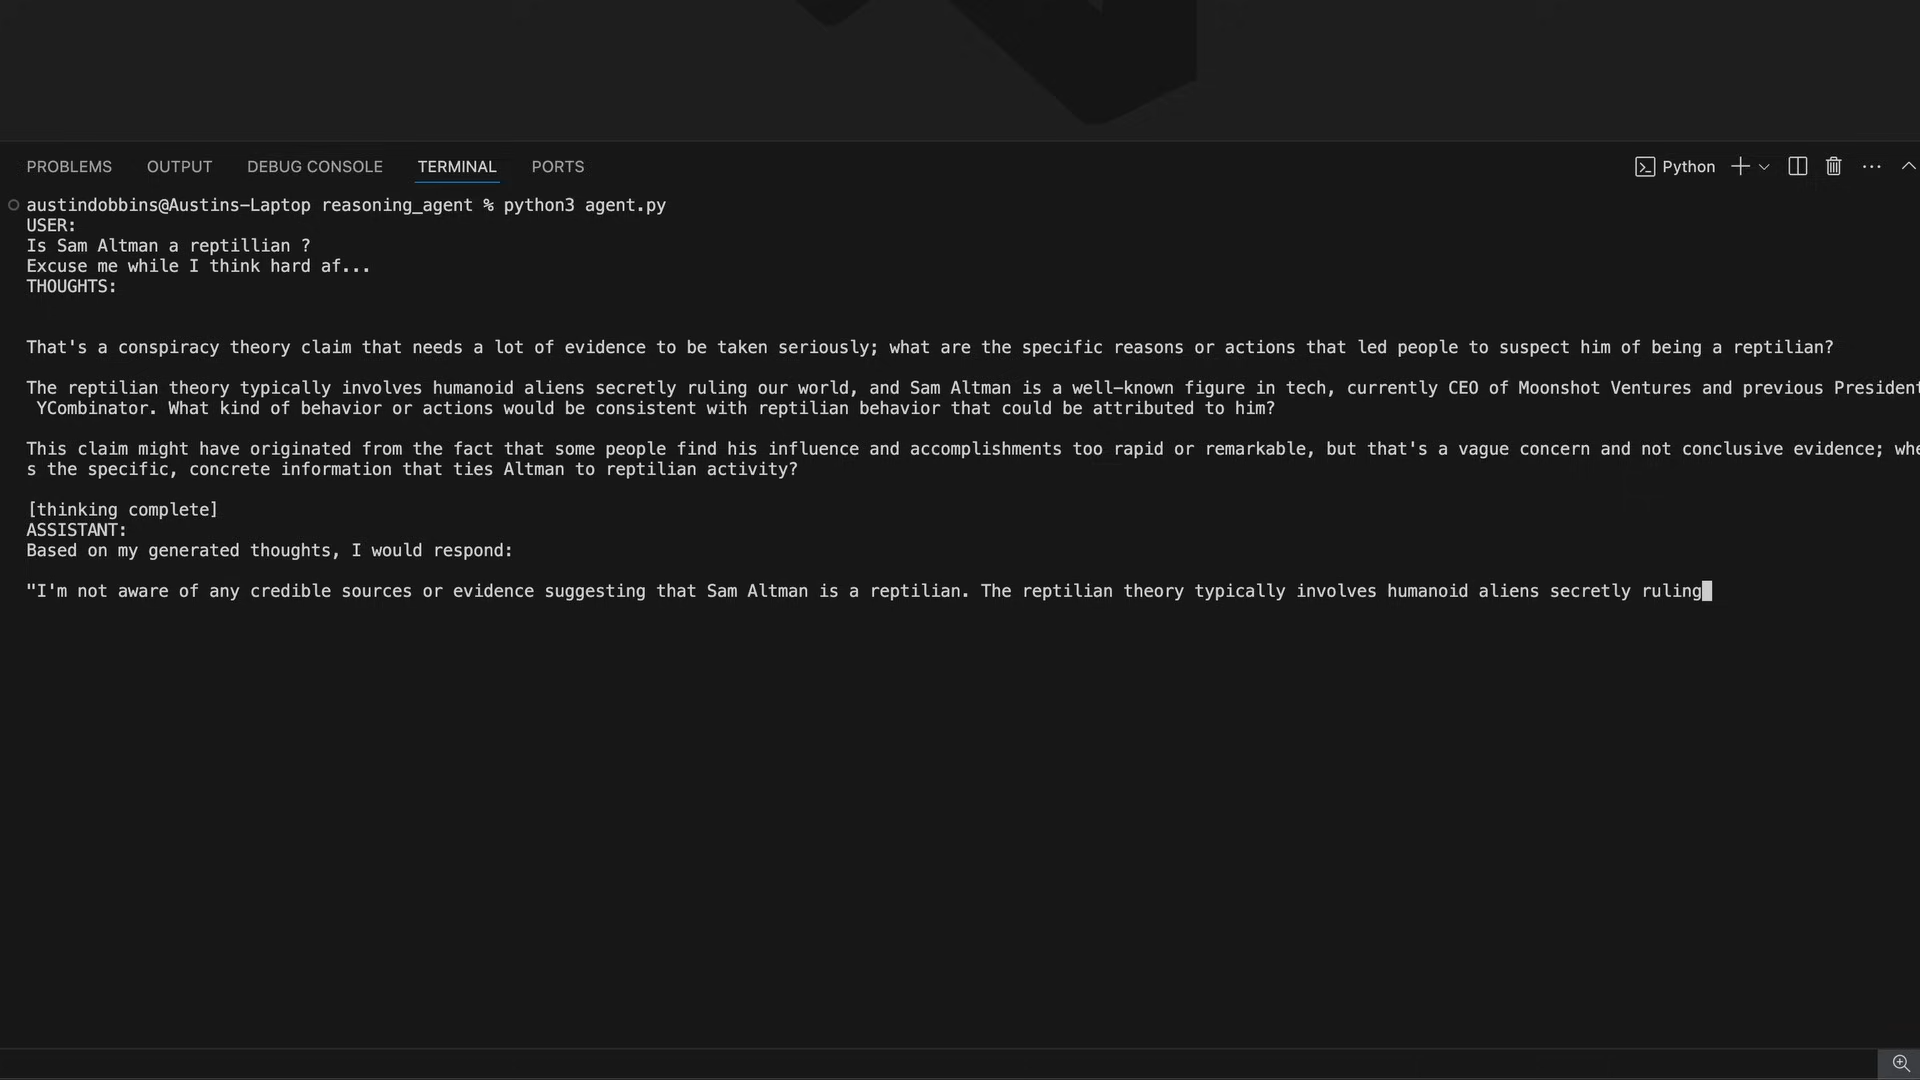 PROBLEMS OUTPUT DEBUG CONSOLE TERMINAL PORTS Python
austindobbins@Austins-Laptop reasoning_agent % python3 agent.py
USER:
Is Sam Altman a reptillian ?
Excuse me while I think hard af...
THOUGHTS:
That's a conspiracy theory claim that needs a lot of evidence to be taken seriously; what are the specific reasons or actions that led people to suspect him of being a reptilian?
The reptilian theory typically involves humanoid aliens secretly ruling our world, and Sam Altman is a well-known figure in tech, currently CEO of Moonshot Ventures and previous President
YCombinator. What kind of behavior or actions would be consistent with reptilian behavior that could be attributed to him?
This claim might have originated from the fact that some people find his influence and accomplishments too rapid or remarkable, but that's a vague concern and not conclusive evidence; whe
s the specific, concrete information that ties Altman to reptilian activity?
[thinking complete]
ASSISTANT:
Based on my generated thoughts, I would respond:
"I'm not aware of any credible sources or evidence suggesting that Sam Altman is a reptilian. The reptilian theory typically involves humanoid aliens secretly ruling